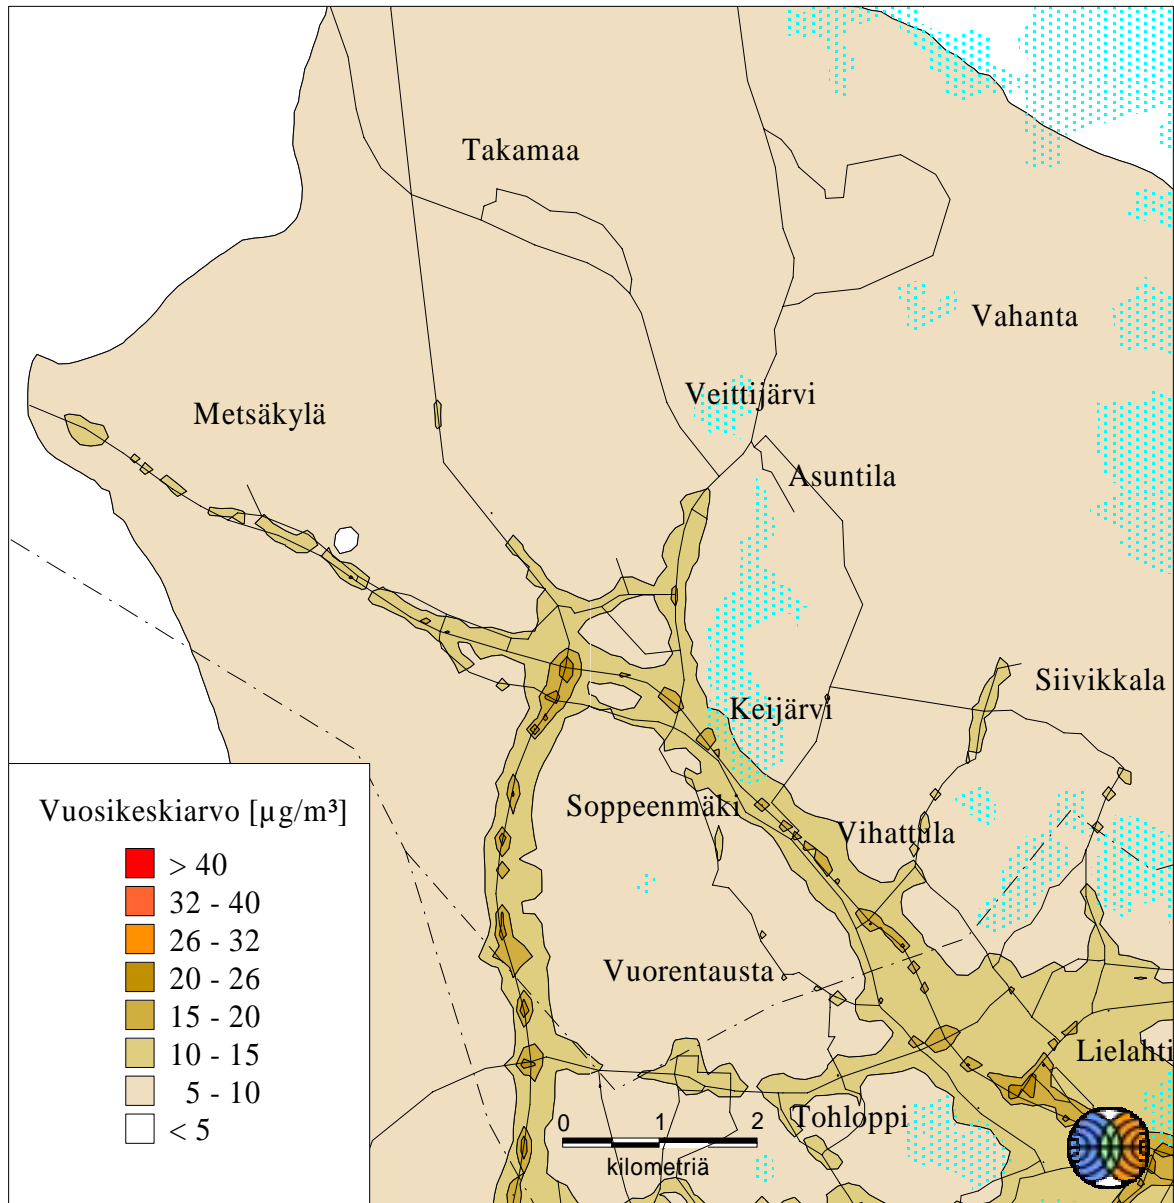 Takamaa
Vahanta
Veittijärvi
Metsäkylä
Asuntila
Siivikkala
Keijärvi
Soppeenmäki
Vihattula
Vuorentausta
Lielahti
Tohloppi
Vuosikeskiarvo [µg/m³]
> 40
32 - 40
26 - 32
20 - 26
15 - 20
10 - 15
5 - 10
< 5
0 1 2
kilometriä